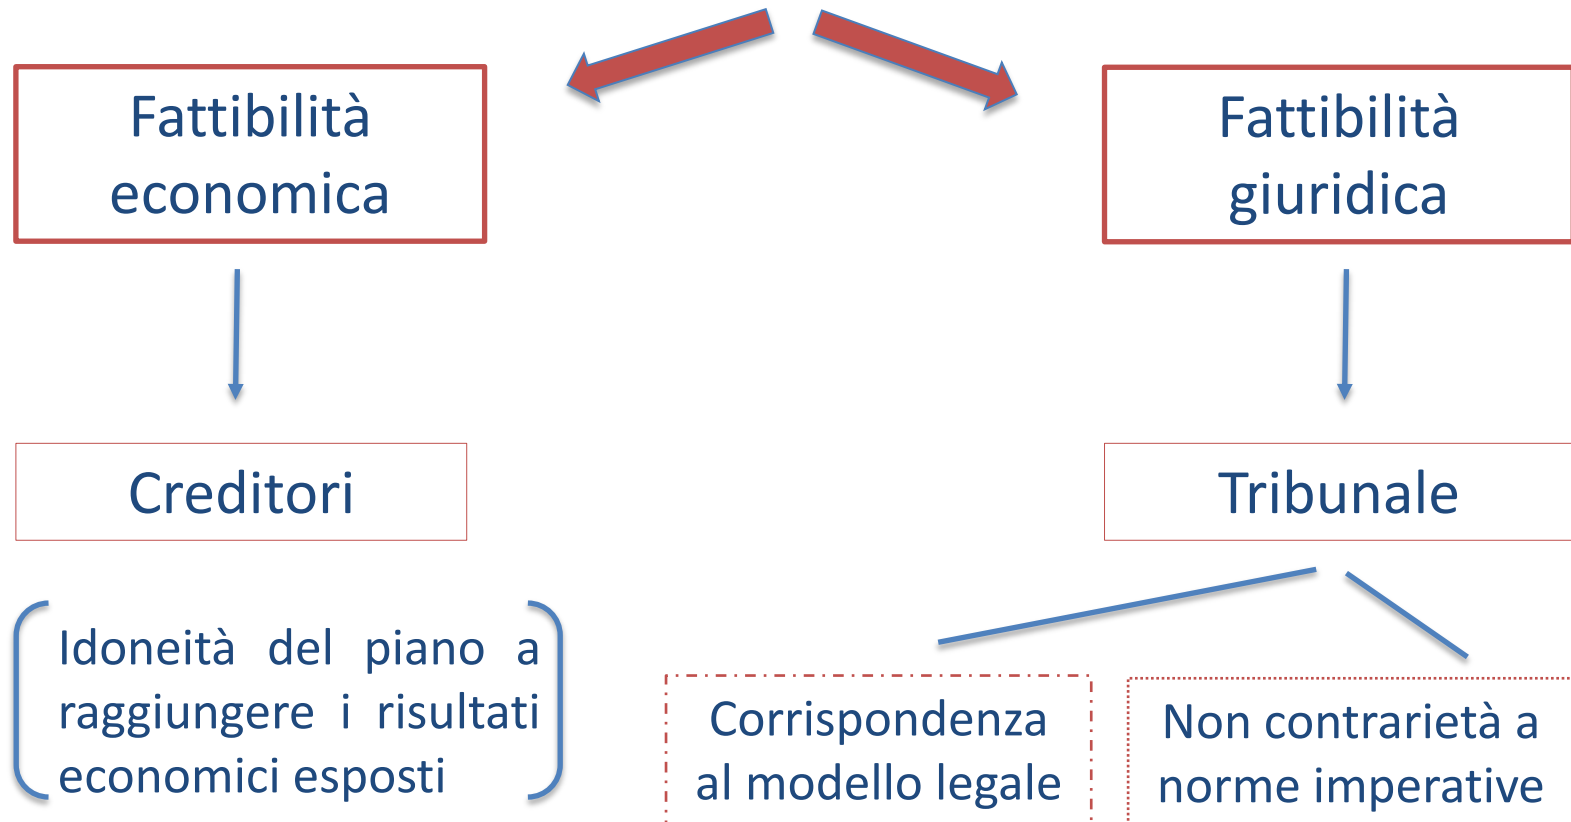 Fattibilità
economica
Fattibilità
giuridica
Creditori
Tribunale
Idoneità del piano a
raggiungere i risultati
economici esposti
Corrispondenza
al modello legale
Non contrarietà a
norme imperative